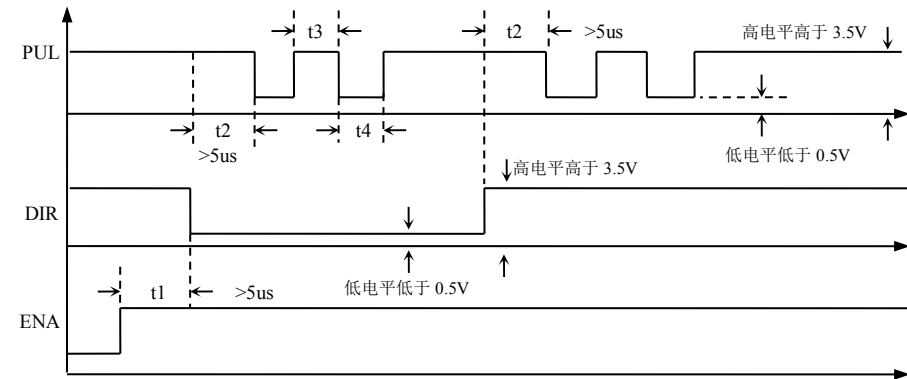 t3
t2
>5us
高电平高于 3.5V
PUL
t2
t4
>5us
低电平低于 0.5V
高电平高于 3.5V
DIR
t1
>5us
低电平低于 0.5V
ENA